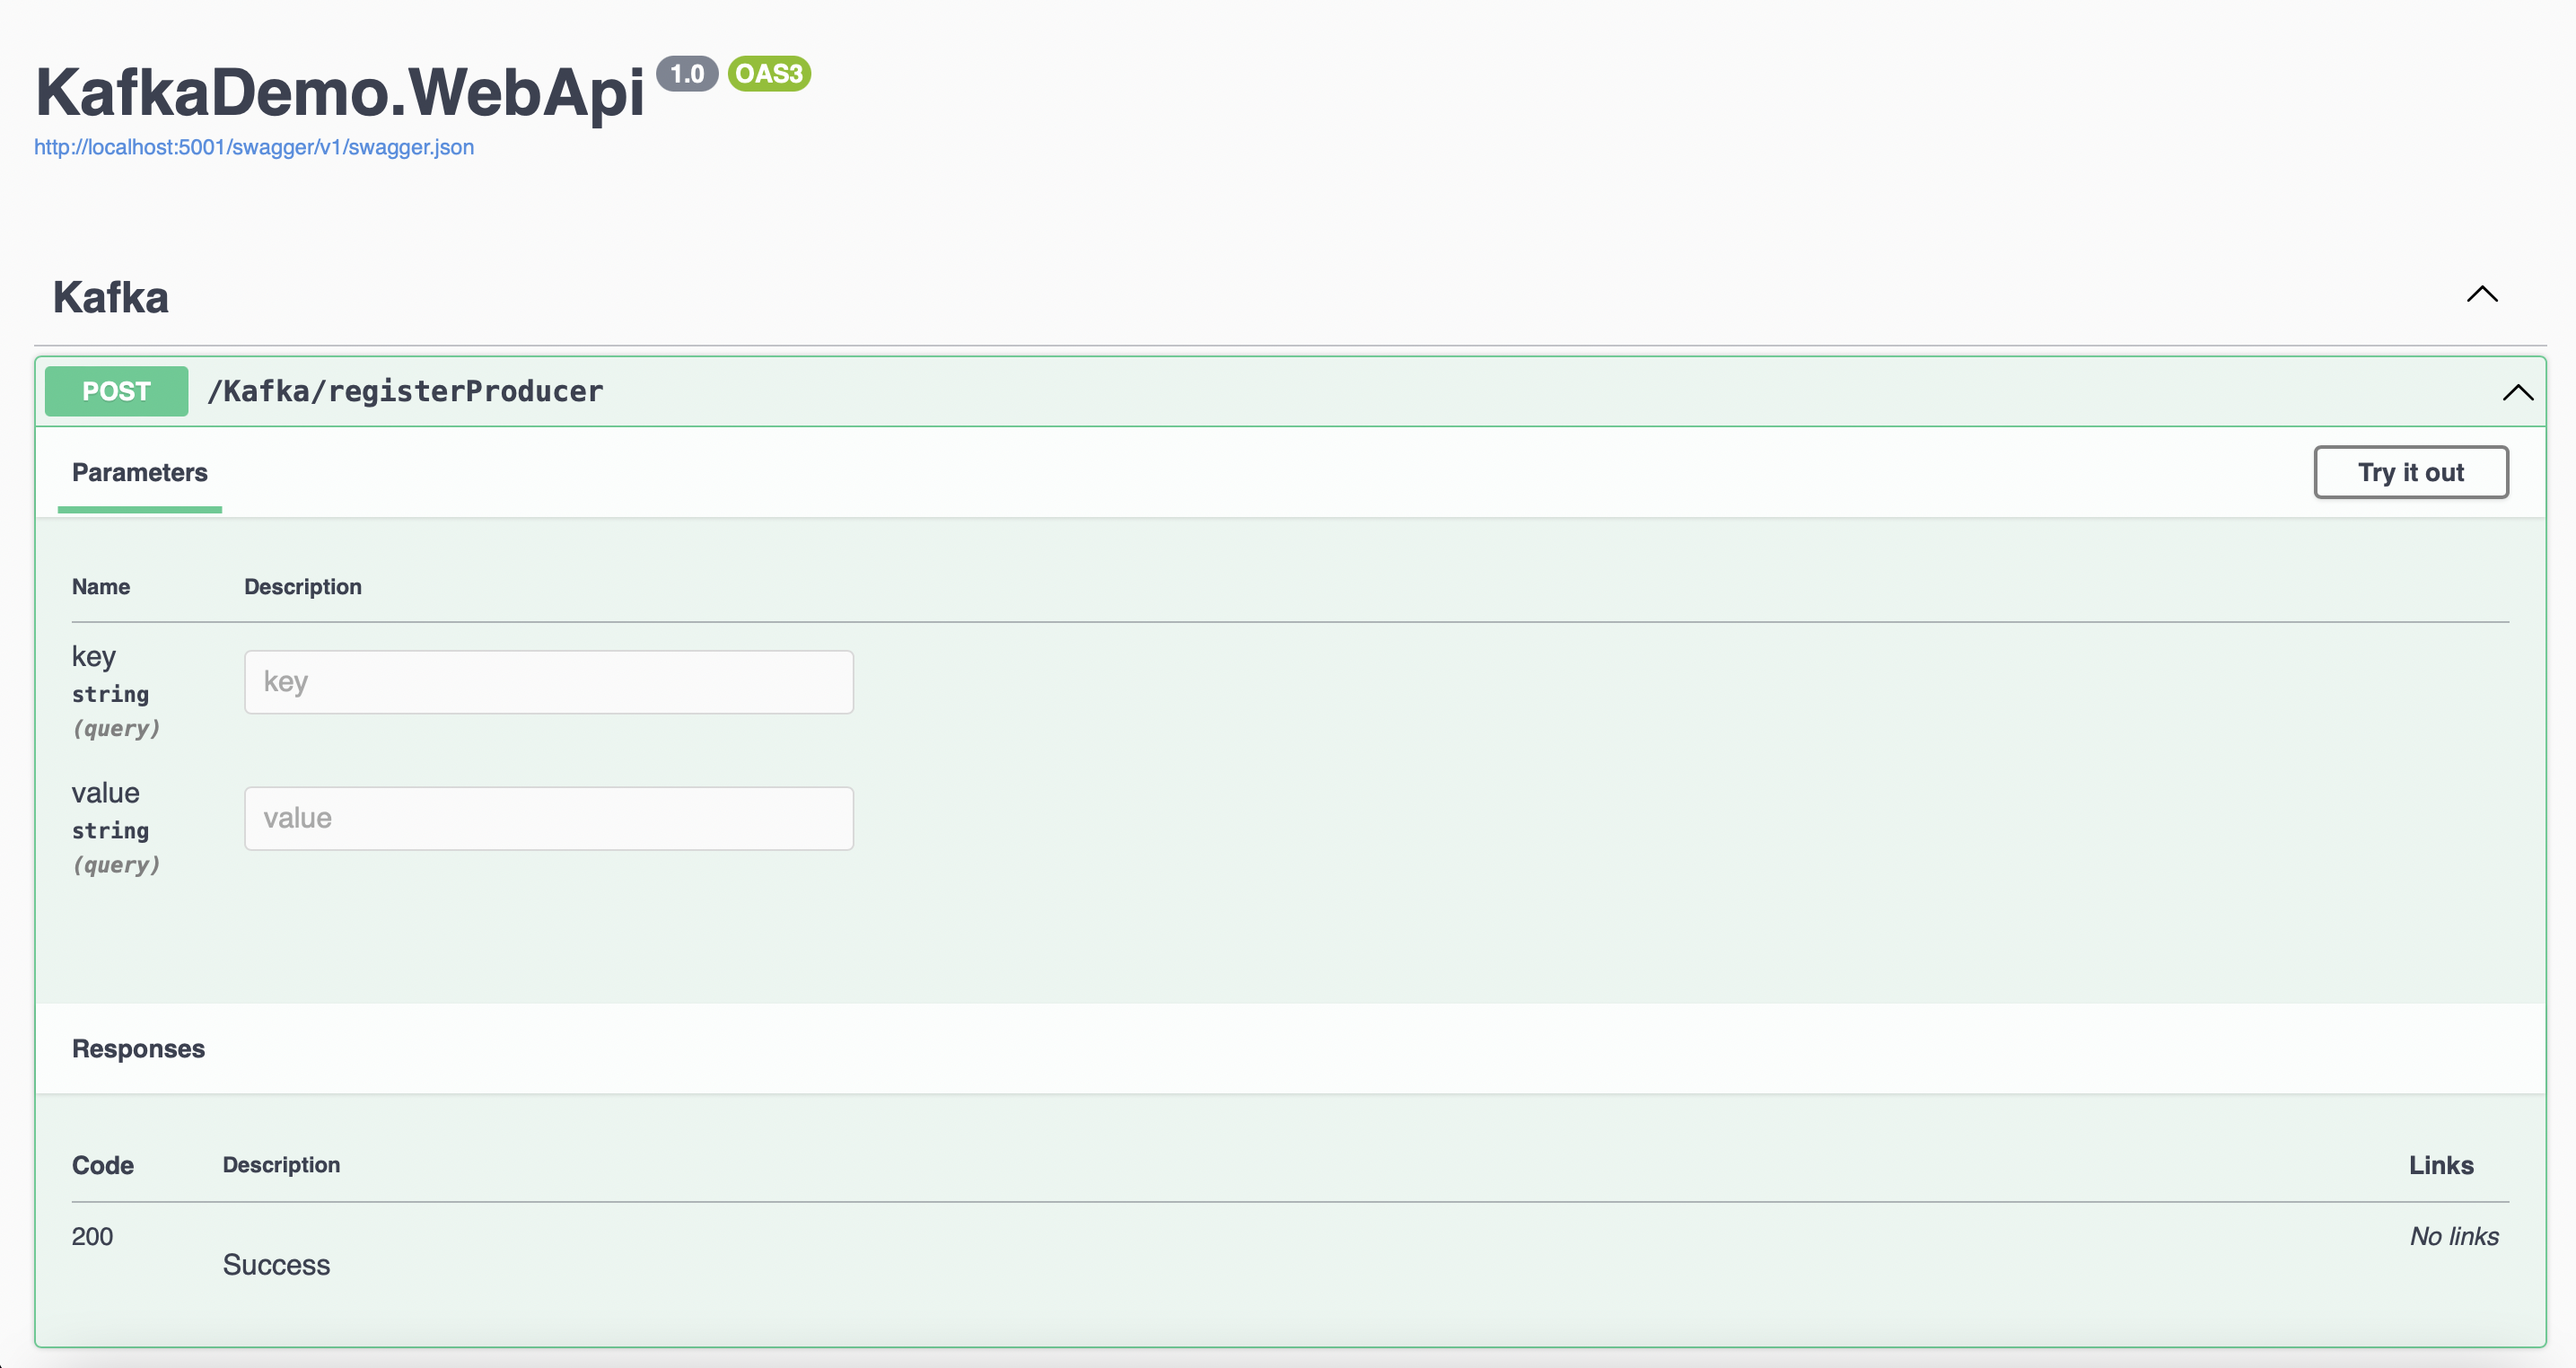 KafkaDemo.WebApi 1.0 OAS3
http://localhost:5001/swagger/v1/swagger.json
Kafka
POST /Kafka/registerProducer
Parameters Try it out
Name Description
key
string
(query)
key
value
string
(query)
value
Responses
Code Description Links
200 Success No links